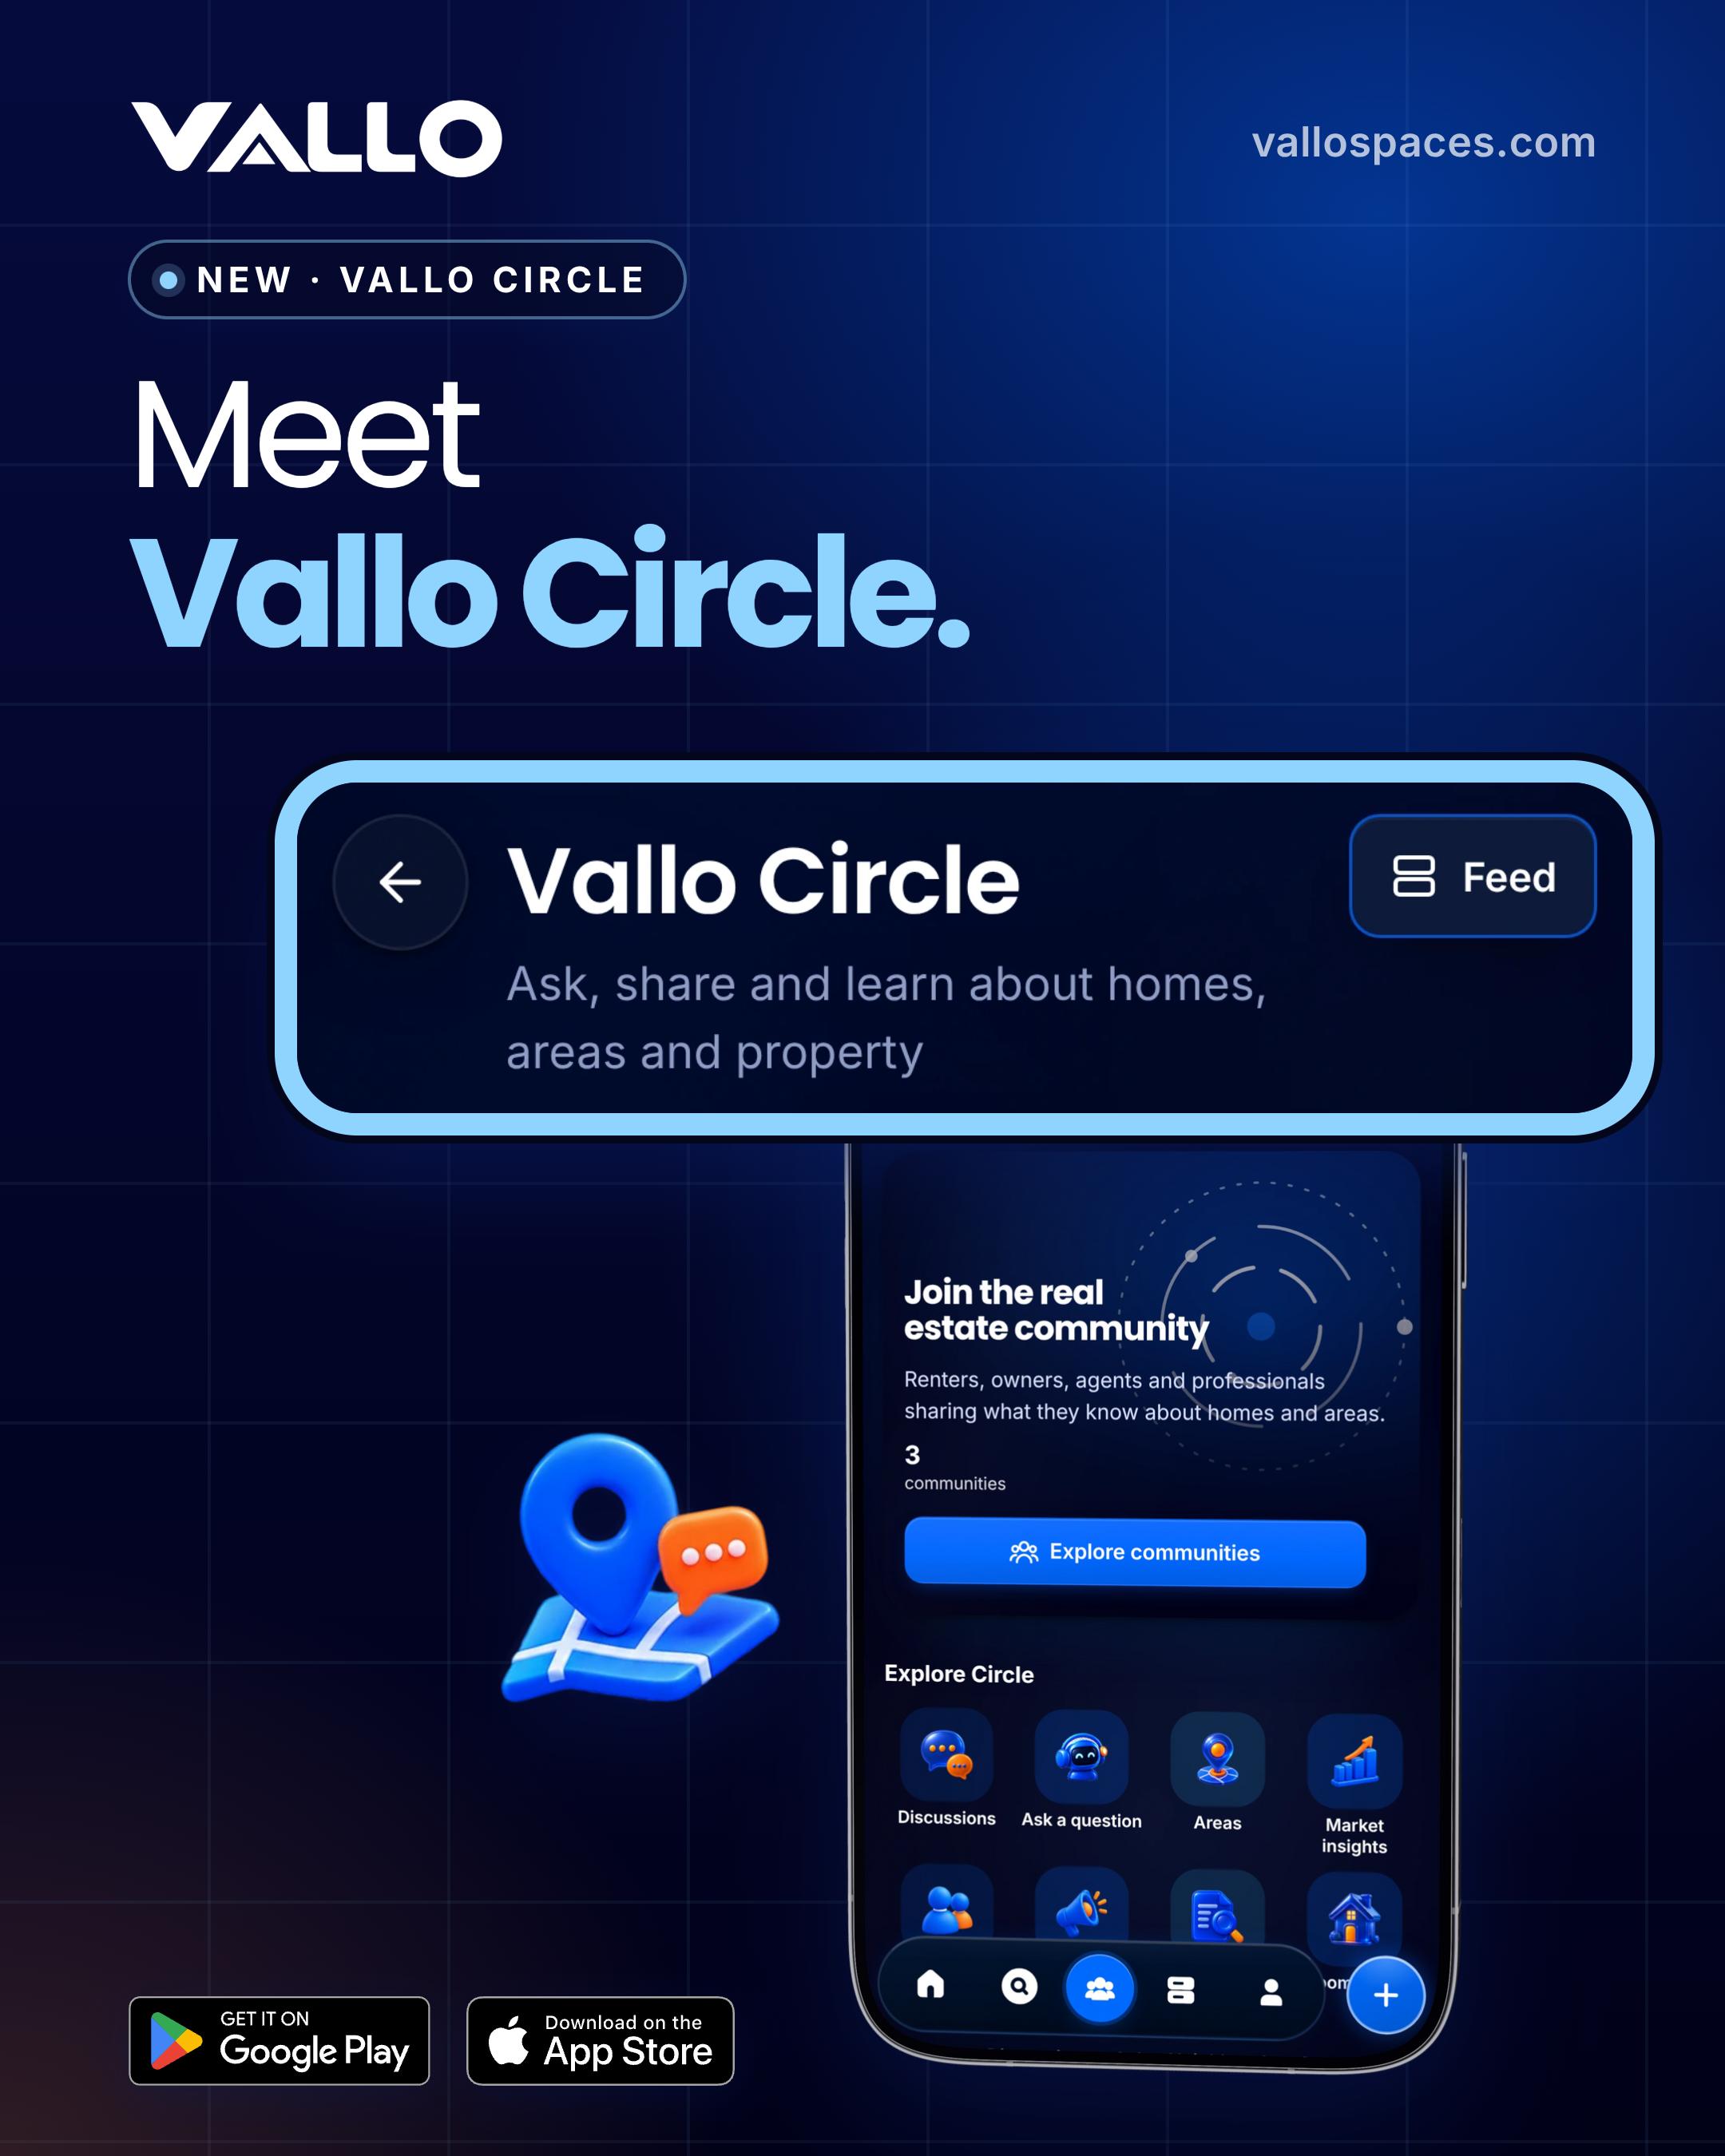 VALLO
vallospaces.com
NEW · VALLO CIRCLE
Meet
Vallo Circle.
Vallo Circle
Feed
Ask, share and learn about homes,
areas and property
Join the real
estate community
Renters, owners, agents and professionals
sharing what they know about homes and areas.
3
communities
Explore communities
Explore Circle
Discussions
Ask a question
Areas
Market
insights
GET IT ON
Google Play
Download on the
App Store